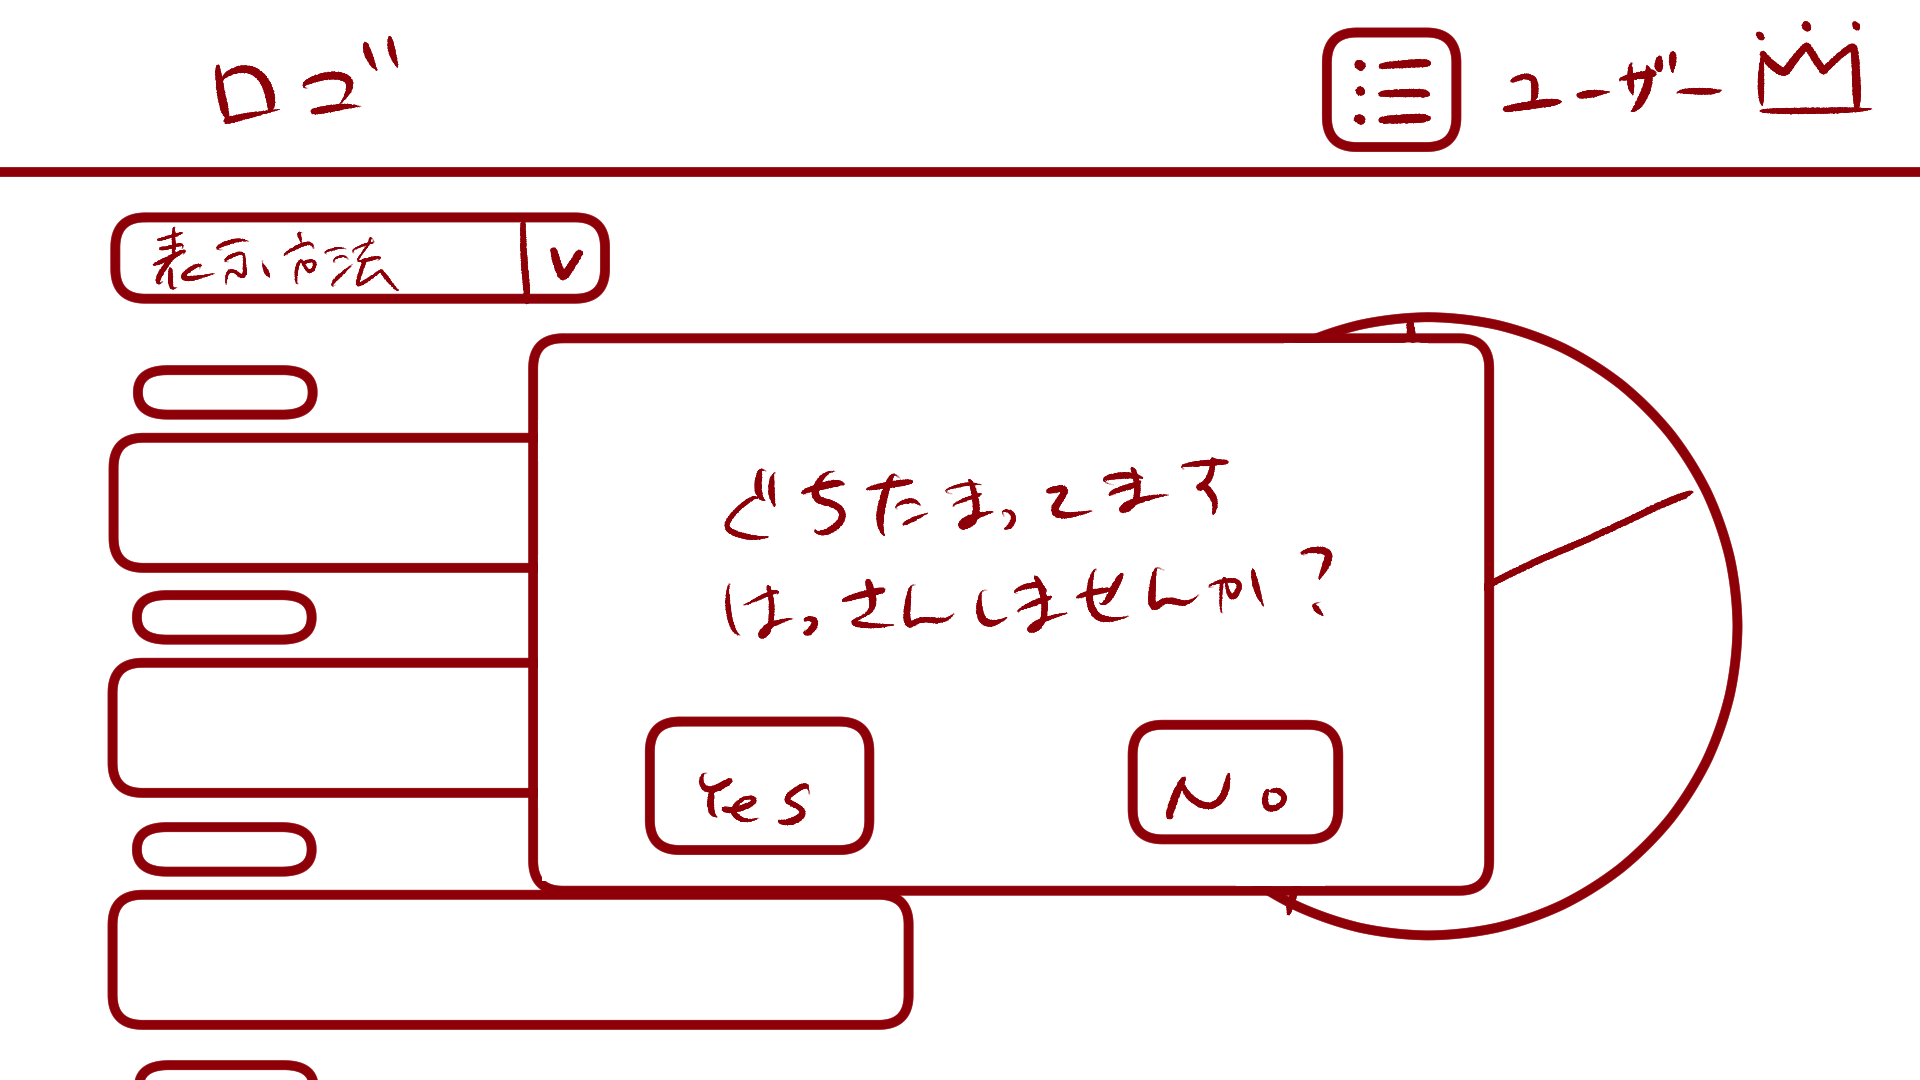 ロゴ
ユーザー
表示方法
v
ぐちたまってます
はっさんしませんか?
Yes
No